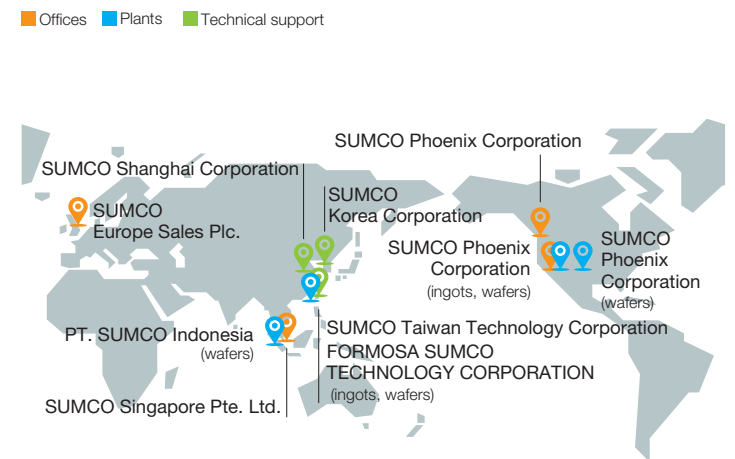 Offices Plants Technical support
SUMCO Phoenix Corporation
SUMCO Shanghai Corporation
SUMCO
Korea Corporation
SUMCO
Europe Sales Plc.
SUMCO Phoenix
Corporation
(ingots, wafers)
SUMCO
Phoenix
Corporation
(wafers)
PT. SUMCO Indonesia
(wafers)
SUMCO Taiwan Technology Corporation
FORMOSA SUMCO
TECHNOLOGY CORPORATION
(ingots, wafers)
SUMCO Singapore Pte. Ltd.